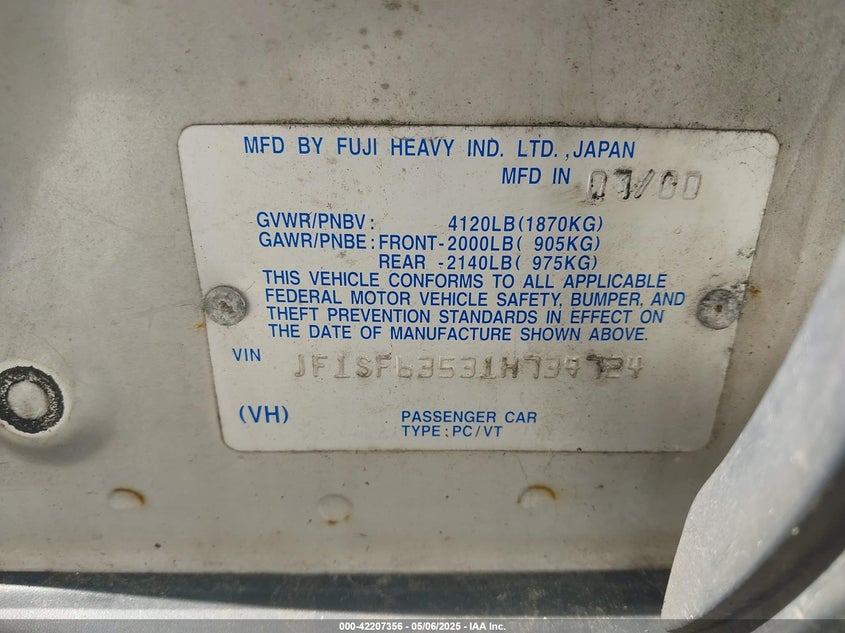 MFD BY FUJI HEAVY IND. LTD., JAPAN
MFD IN 07/00
GVWR/PNBV: 4120LB(1870KG)
GAWR/PNBE: FRONT-2000LB( 905KG)
REAR -2140LB( 975KG)
THIS VEHICLE CONFORMS TO ALL APPLICABLE
FEDERAL MOTOR VEHICLE SAFETY, BUMPER, AND
THEFT PREVENTION STANDARDS IN EFFECT ON
THE DATE OF MANUFACTURE SHOWN ABOVE.
VIN JF1SF63531H734724
(VH) PASSENGER CAR
TYPE: PC/VT
000-42207356 - 05/06/2025 - IAA Inc.